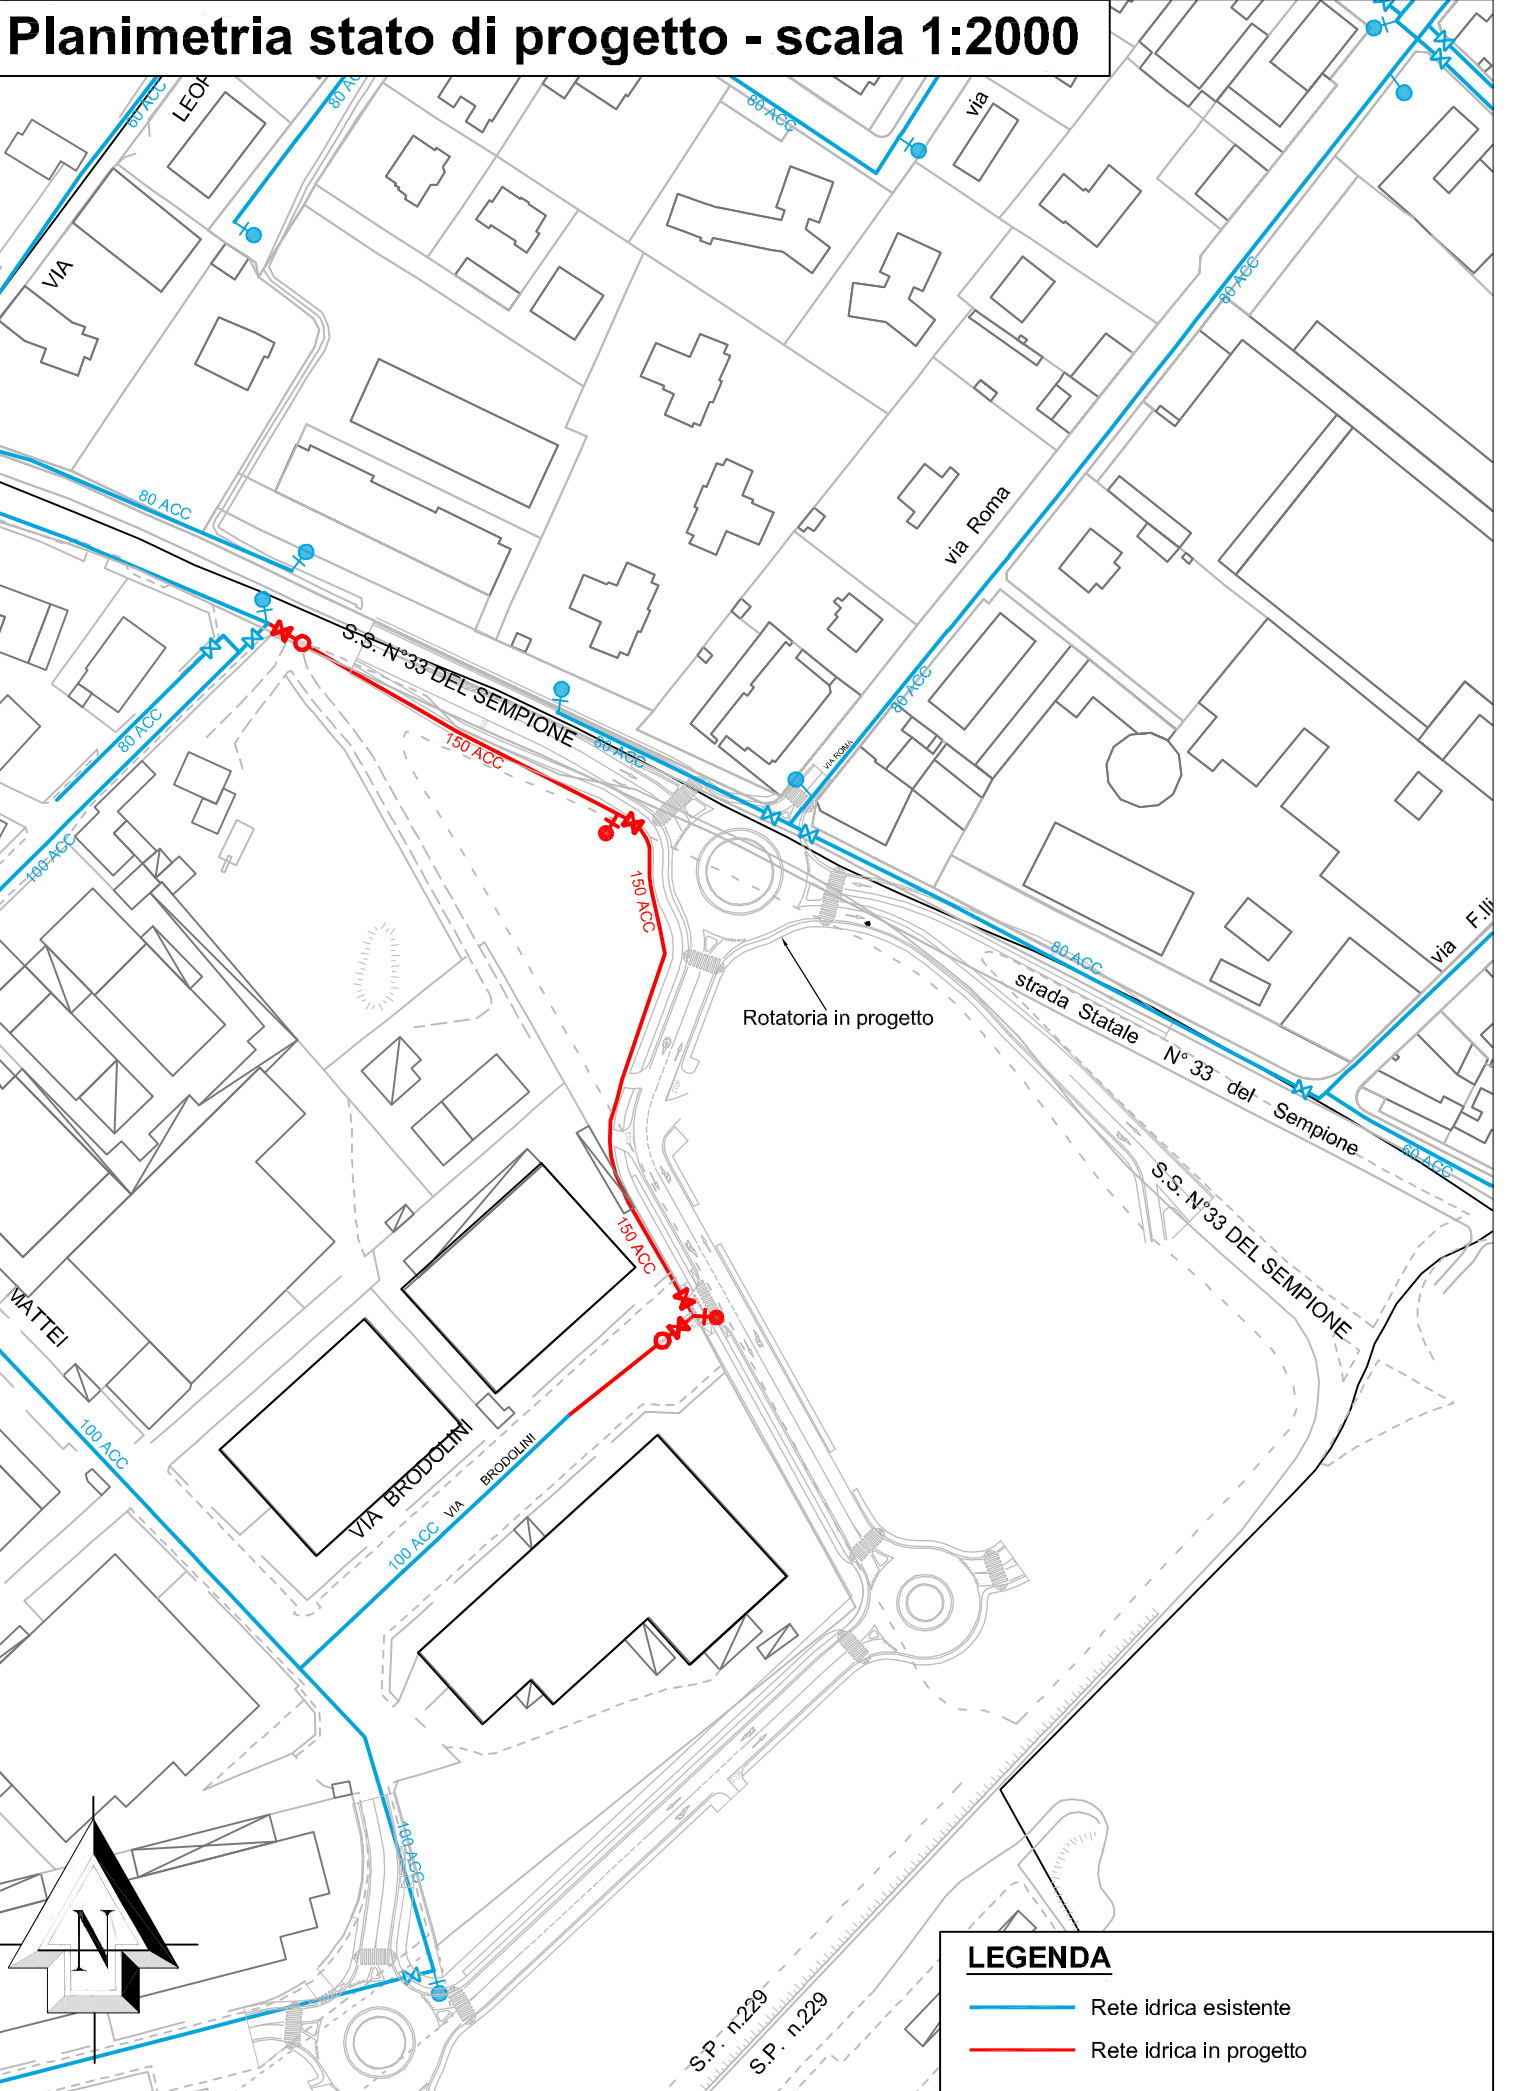 Planimetria stato di progetto - scala 1:2000
60 ACC
80 AC
80 ACC
via
VIA
80 ACC
80 ACC
via Roma
S.S. N°33 DEL SEMPIONE
80 ACC
80 ACC
150 ACC
80 ACC
VIA ROMA
100 ACC
150 ACC
via F.lli
80 ACC
strada Statale N° 33 del Sempione
Rotatoria in progetto
60 ACC
S.S. N°33 DEL SEMPIONE
150 ACC
MATTEI
100 ACC
VIA BRODOLINI
VIA BRODOLINI
100 ACC
100 ACC
N
S.P. n.229
S.P. n.229
LEGENDA
Rete idrica esistente
Rete idrica in progetto